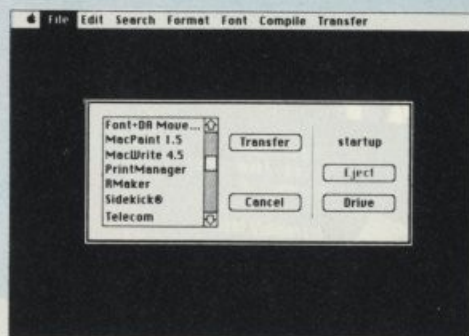 File Edit Search Format Font Compile Transfer
Font+DA Move...
MacPaint 1.5
MacWrite 4.5
PrintManager
RMaker
Sidekick®
Telecom
Transfer
Cancel
startup
Eject
Drive